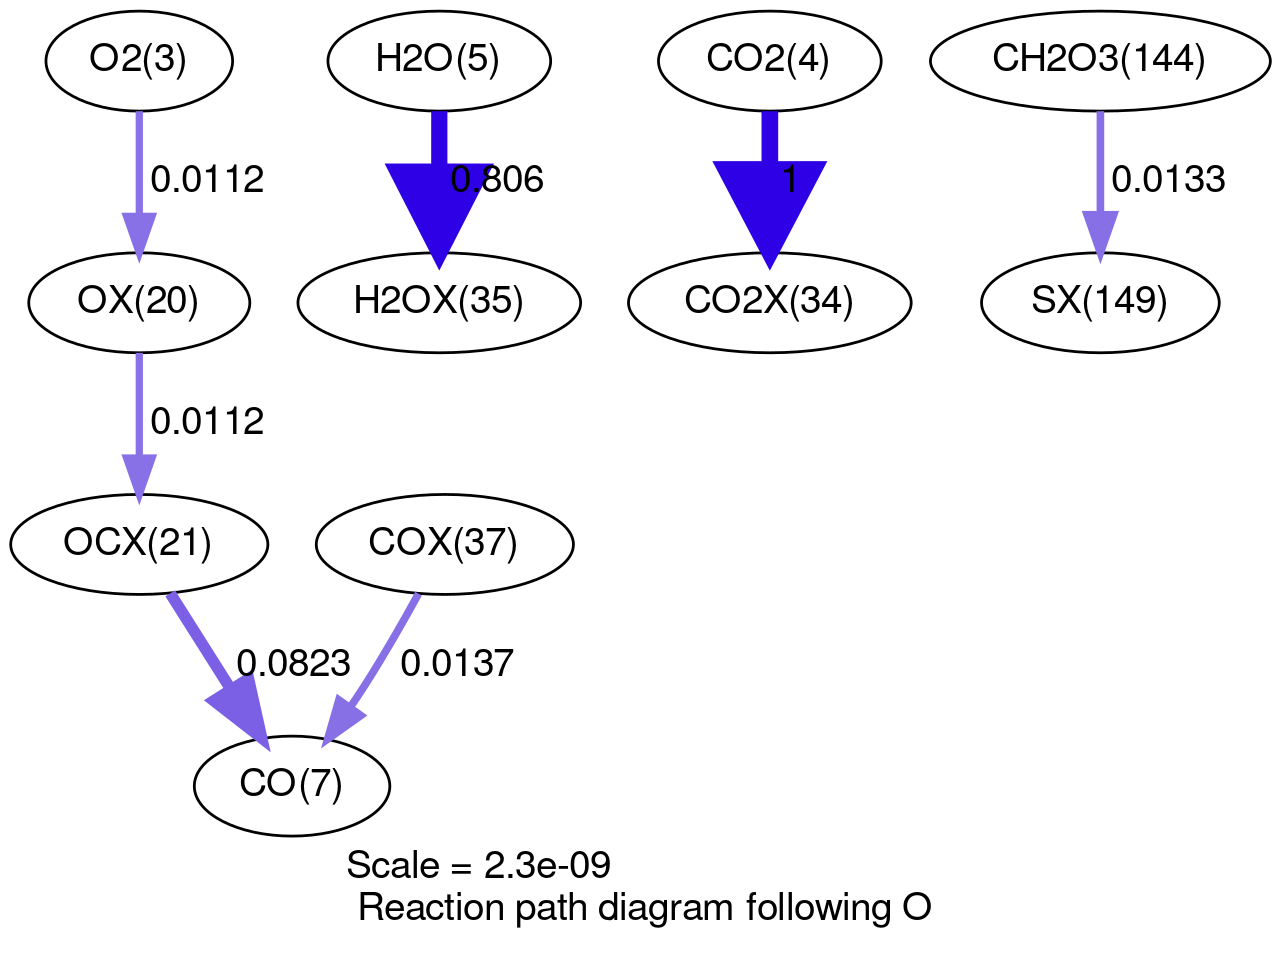 O2(3)
H2O(5)
CO2(4)
CH2O3(144)
0.0112
0.806
1
0.0133
OX(20)
H2OX(35)
CO2X(34)
SX(149)
0.0112
OCX(21)
COX(37)
0.0823
0.0137
CO(7)
Scale = 2.3e-09
Reaction path diagram following O